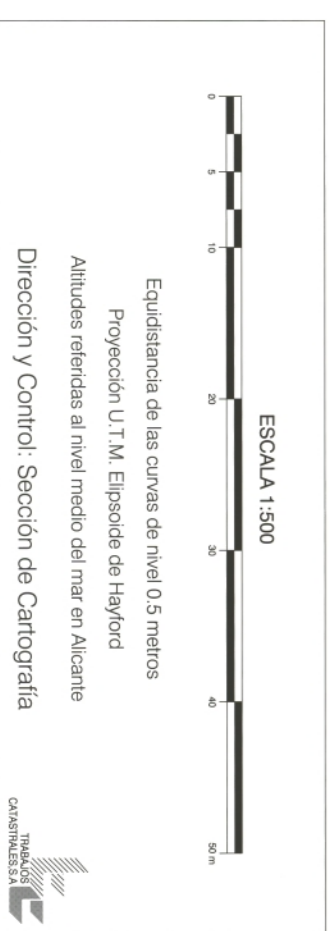 ESCALA 1:500
0 5 10 20 30 40 50 m
Equidistancia de las curvas de nivel 0.5 metros
Proyección U.T.M. Elipsoide de Hayford
Altitudes referidas al nivel medio del mar en Alicante
Dirección y Control: Sección de Cartografía
TRABAJOS
CATASTRALES,S.A